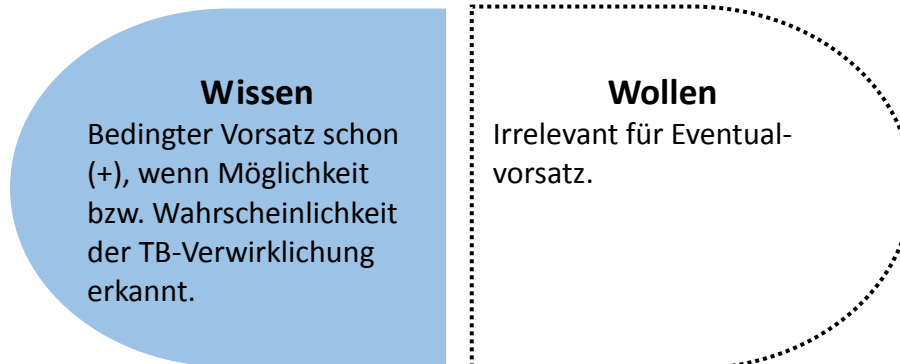 Wissen
Bedingter Vorsatz schon
(+), wenn Möglichkeit
bzw. Wahrscheinlichkeit
der TB-Verwirklichung
erkannt.
Wollen
Irrelevant für Eventual-
vorsatz.